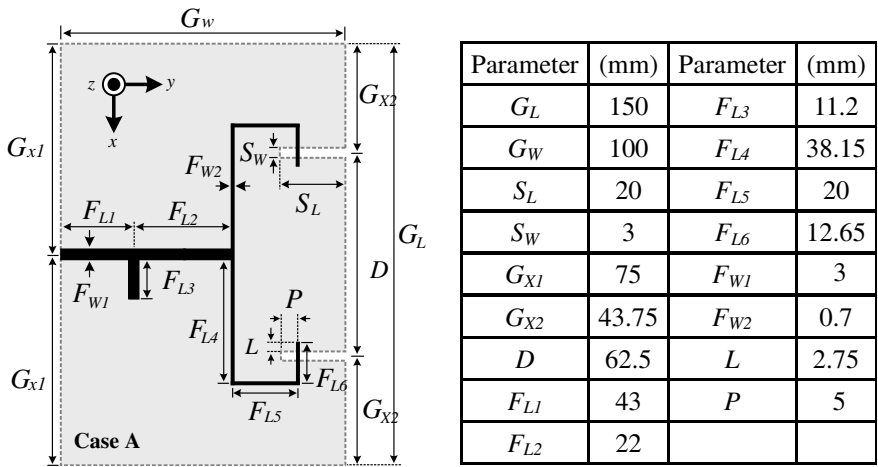 G_W
z
y
x
G_X2
G_x1
S_W
F_W2
S_L
F_L1
F_L2
G_L
D
F_W1
F_L3
P
F_L4
L
G_x1
F_L6
F_L5
G_X2
Case A
Parameter (mm) Parameter (mm)
G_L 150 F_L3 11.2
G_W 100 F_L4 38.15
S_L 20 F_L5 20
S_W 3 F_L6 12.65
G_X1 75 F_W1 3
G_X2 43.75 F_W2 0.7
D 62.5 L 2.75
F_L1 43 P 5
F_L2 22